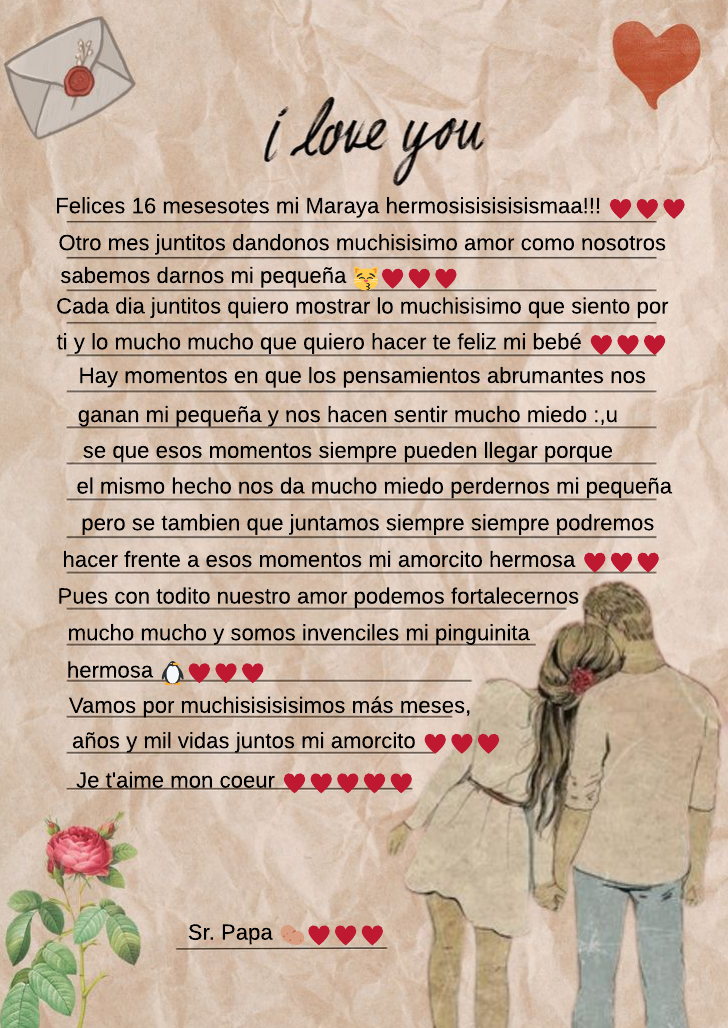 i love you
Felices 16 mesesotes mi Maraya hermosisisisisismaa!!! ❤❤❤
Otro mes juntitos dandonos muchisisimo amor como nosotros
sabemos darnos mi pequeña 😽❤❤❤
Cada dia juntitos quiero mostrar lo muchisisimo que siento por
ti y lo mucho mucho que quiero hacer te feliz mi bebé ❤❤❤
Hay momentos en que los pensamientos abrumantes nos
ganan mi pequeña y nos hacen sentir mucho miedo :,u
se que esos momentos siempre pueden llegar porque
el mismo hecho nos da mucho miedo perdernos mi pequeña
pero se tambien que juntamos siempre siempre podremos
hacer frente a esos momentos mi amorcito hermosa ❤❤❤
Pues con todito nuestro amor podemos fortalecernos
mucho mucho y somos invenciles mi pinguinita
hermosa 🐧❤❤❤
Vamos por muchisisisisimos más meses,
años y mil vidas juntos mi amorcito ❤❤❤
Je t'aime mon coeur ❤❤❤❤❤
Sr. Papa 🥔❤❤❤